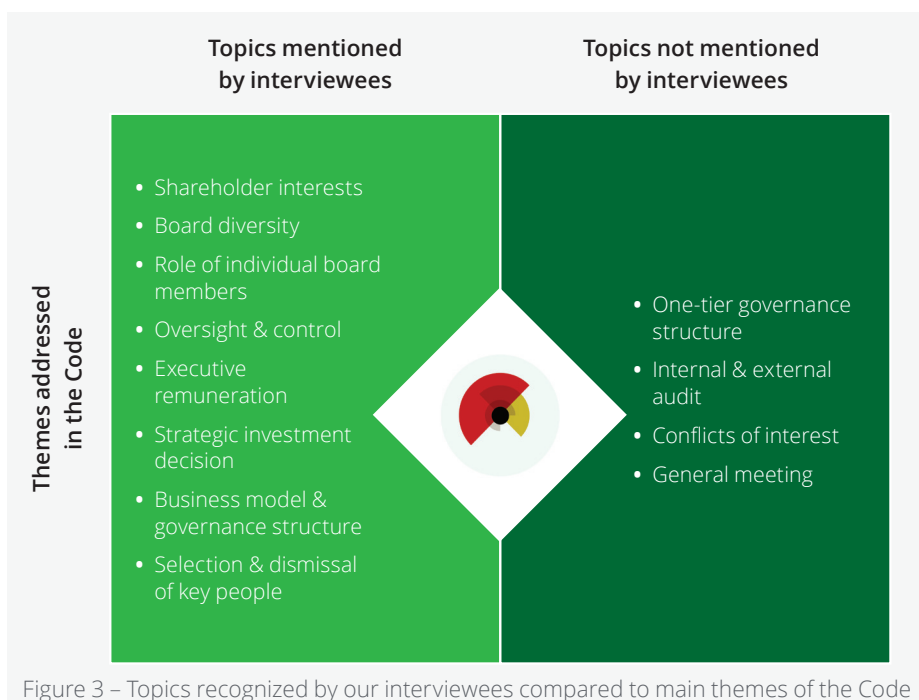 Topics mentioned
by interviewees
Topics not mentioned
by interviewees
Themes addressed
in the Code
• Shareholder interests
• Board diversity
• Role of individual board
members
• Oversight & control
• Executive
remuneration
• Strategic investment
decision
• Business model &
governance structure
• Selection & dismissal
of key people
• One-tier governance
structure
• Internal & external
audit
• Conflicts of interest
• General meeting
Figure 3 – Topics recognized by our interviewees compared to main themes of the Code